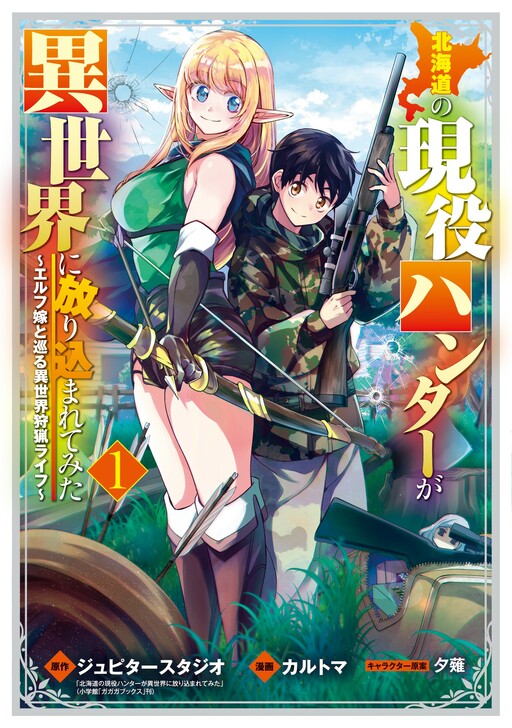 北海道の
現役
ハンターが
異世界
に放り込まれてみた
～エルフ嫁と巡る異世界狩猟ライフ～
1
原作 ジュピタースタジオ
「北海道の現役ハンターが異世界に放り込まれてみた」
(小学館「ガガガブックス」刊)
漫画 カルトマ
キャラクター原案 夕薙